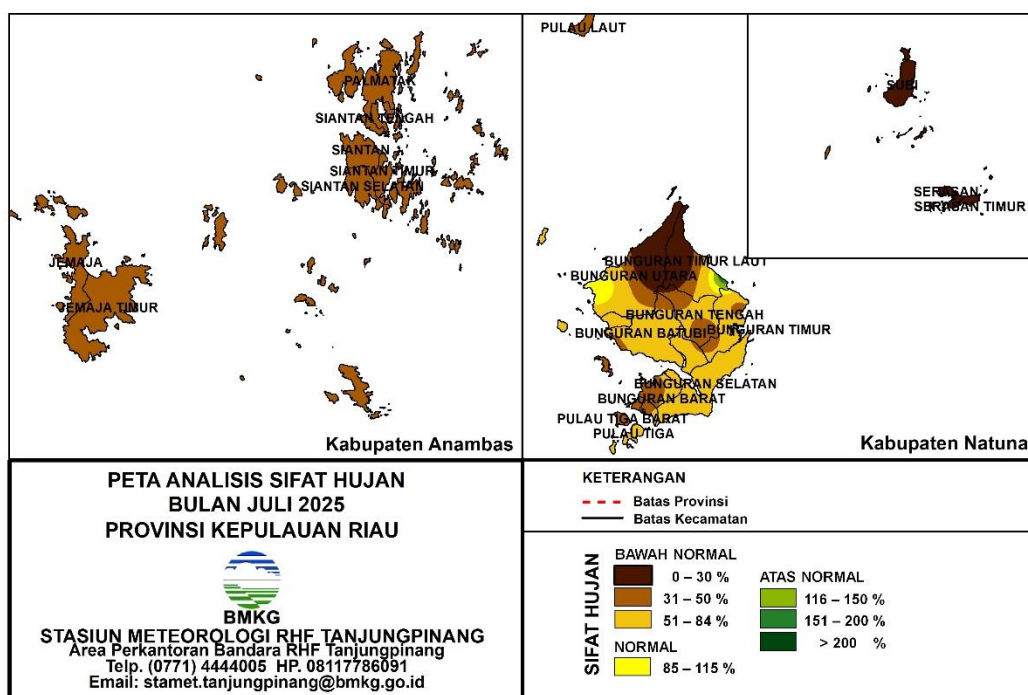 PALMATAK
SIANTAN TENGAH
SIANTAN
SIANTAN TIMUR
SIANTAN SELATAN
JEMAJA
JEMAJA TIMUR
Kabupaten Anambas
PULAU LAUT
SUBI
SERASAN
SERASAN TIMUR
BUNGURAN TIMUR LAUT
BUNGURAN UTARA
BUNGURAN TENGAH
BUNGURAN BATUBI
BUNGURAN TIMUR
BUNGURAN SELATAN
BUNGURAN BARAT
PULAU TIGA BARAT
PULAU TIGA
Kabupaten Natuna
PETA ANALISIS SIFAT HUJAN
BULAN JULI 2025
PROVINSI KEPULAUAN RIAU
BMKG
STASIUN METEOROLOGI RHF TANJUNGPINANG
Area Perkantoran Bandara RHF Tanjungpinang
Telp. (0771) 4444005 HP. 08117786091
Email: stamet.tanjungpinang@bmkg.go.id
KETERANGAN
Batas Provinsi
Batas Kecamatan
SIFAT HUJAN
BAWAH NORMAL
0 – 30 %
31 – 50 %
51 – 84 %
NORMAL
85 – 115 %
ATAS NORMAL
116 – 150 %
151 – 200 %
> 200 %